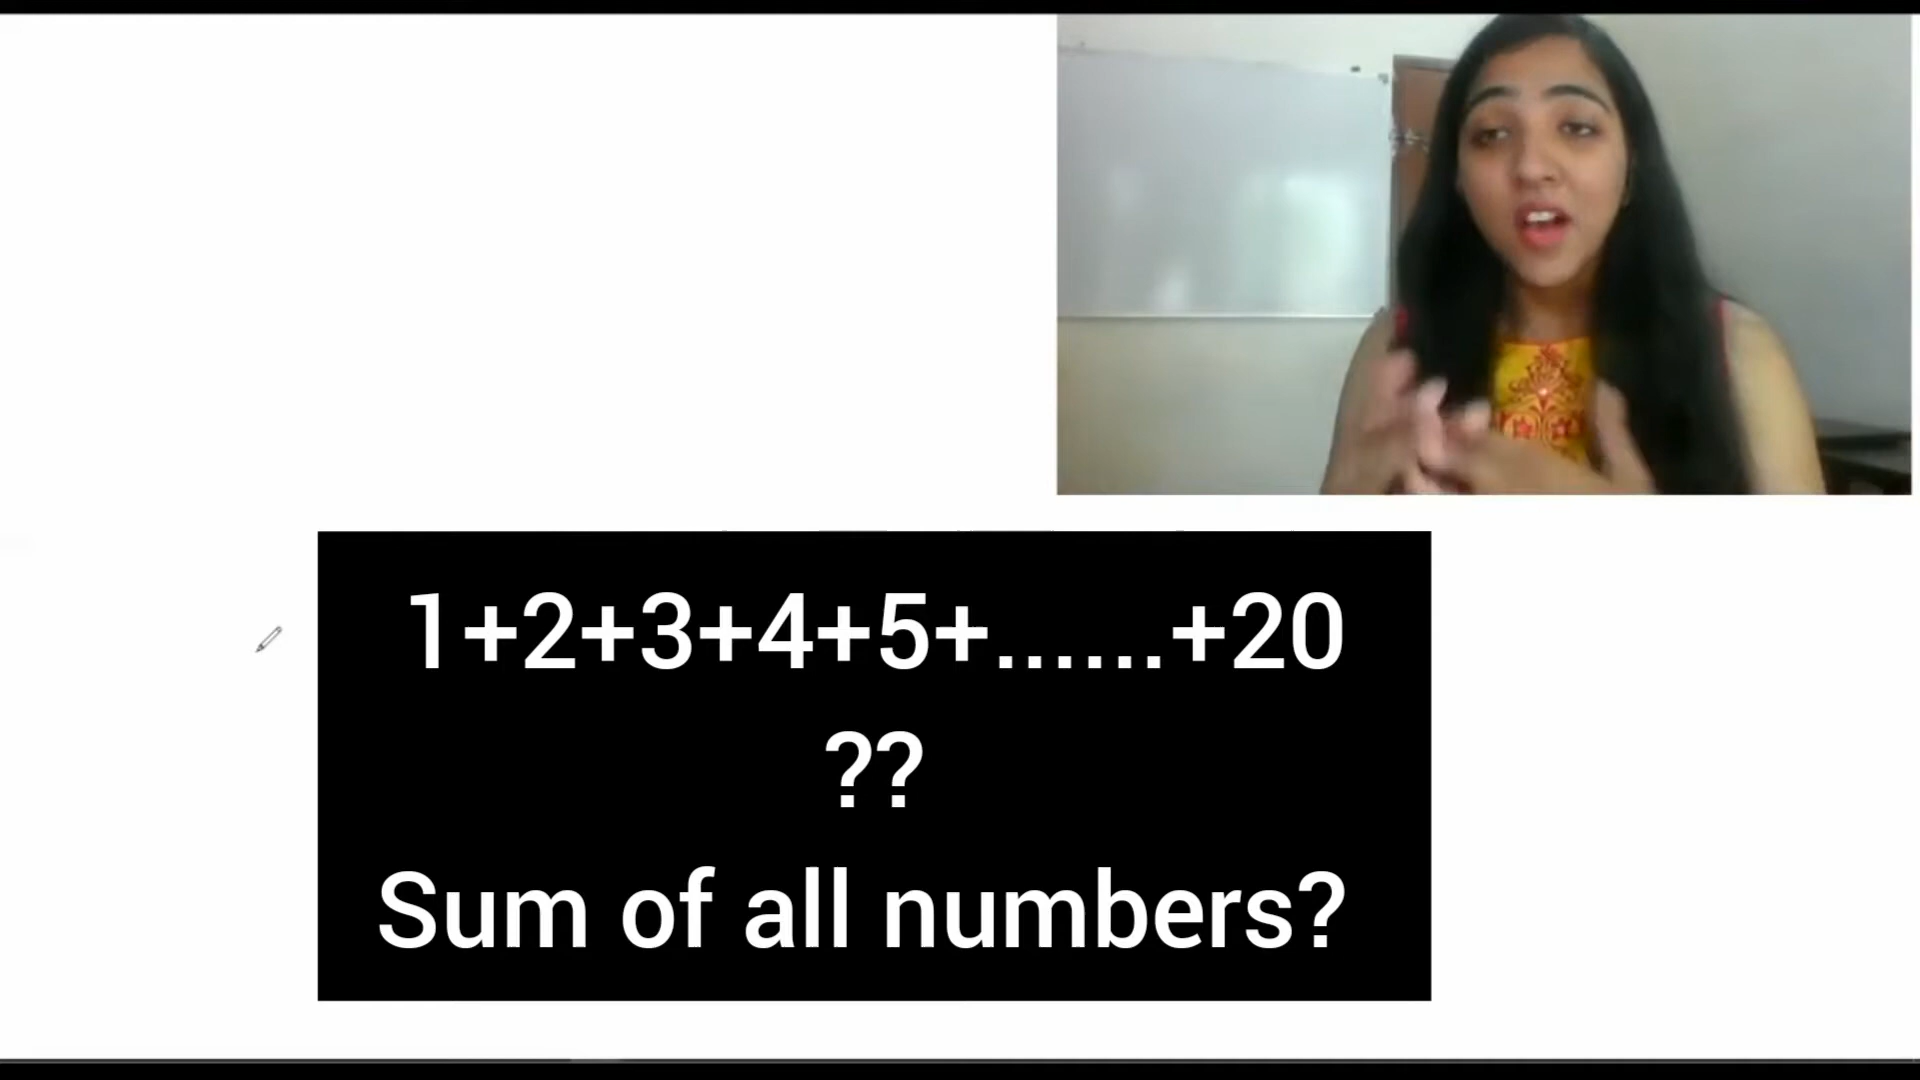 1+2+3+4+5+......+20
??
Sum of all numbers?